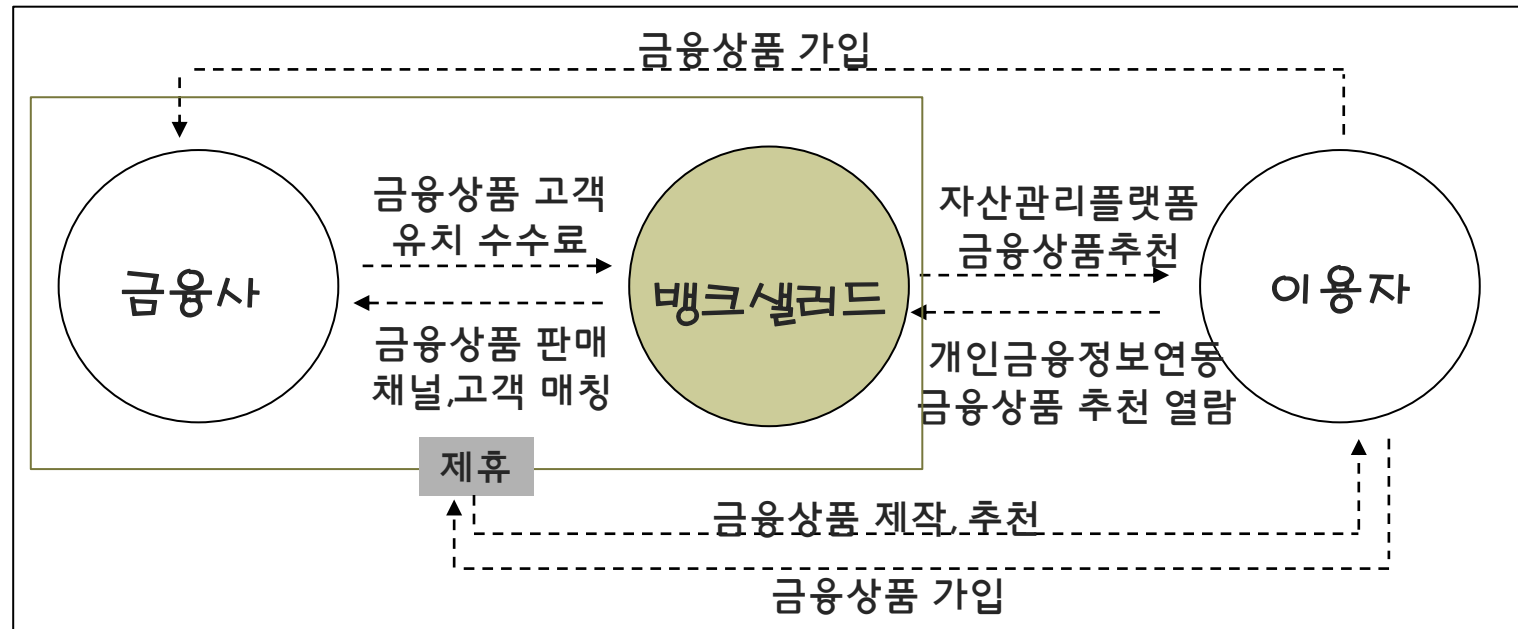 금융상품 가입
금융상품 고객
유치 수수료
자산관리플랫폼
금융상품추천
금융사
뱅크샐러드
이용자
금융상품 판매
채널,고객 매칭
개인금융정보연동
금융상품 추천 열람
제휴
금융상품 제작, 추천
금융상품 가입